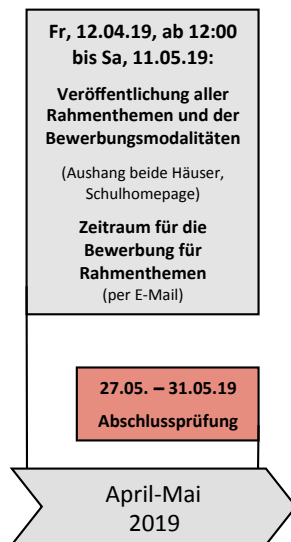 Fr, 12.04.19, ab 12:00
bis Sa, 11.05.19:
Veröffentlichung aller
Rahmenthemen und der
Bewerbungsmodalitäten
(Aushang beide Häuser,
Schulhomepage)
Zeitraum für die
Bewerbung für
Rahmenthemen
(per E-Mail)
27.05. – 31.05.19
Abschlussprüfung
April-Mai
2019